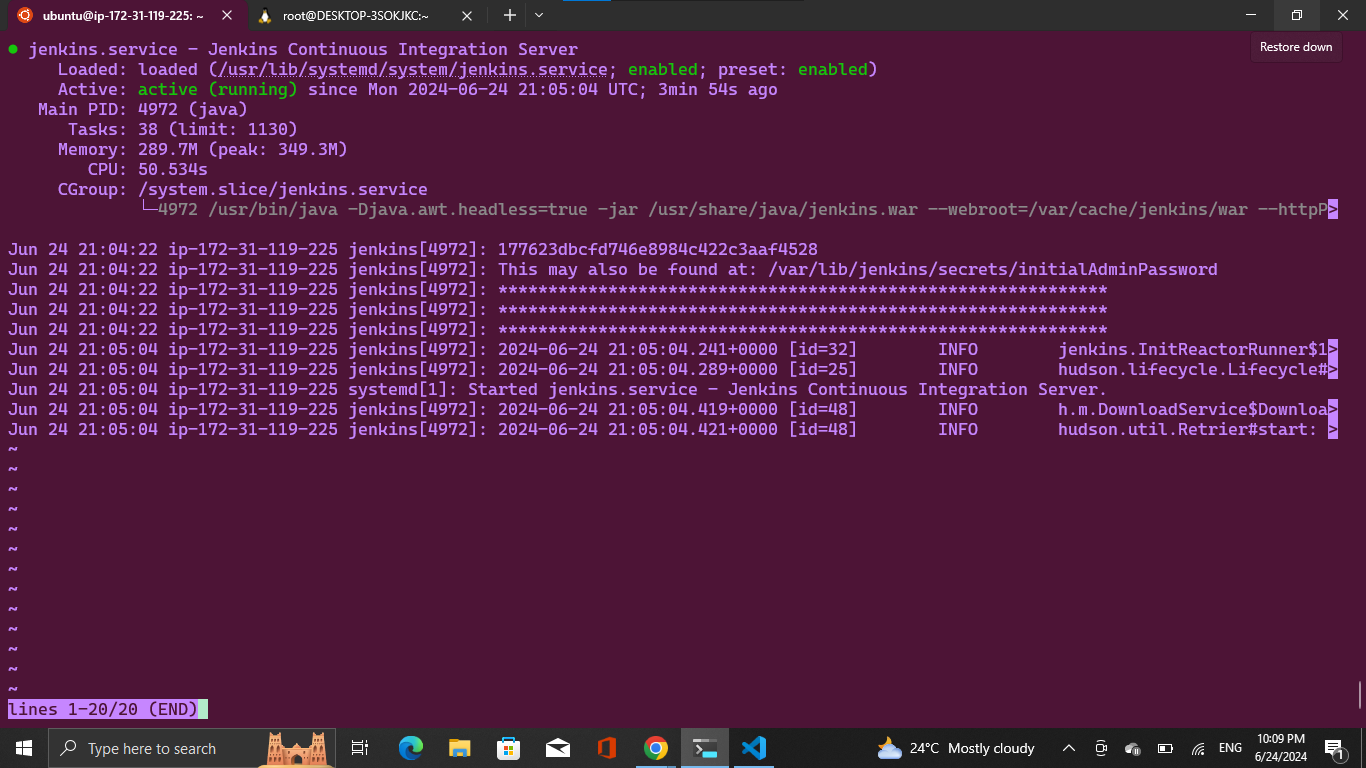 ubuntu@ip-172-31-119-225: ~
root@DESKTOP-3SOKJKC:~
Restore down
● jenkins.service - Jenkins Continuous Integration Server
Loaded: loaded (/usr/lib/systemd/system/jenkins.service; enabled; preset: enabled)
Active: active (running) since Mon 2024-06-24 21:05:04 UTC; 3min 54s ago
Main PID: 4972 (java)
Tasks: 38 (limit: 1130)
Memory: 289.7M (peak: 349.3M)
CPU: 50.534s
CGroup: /system.slice/jenkins.service
└─4972 /usr/bin/java -Djava.awt.headless=true -jar /usr/share/java/jenkins.war --webroot=/var/cache/jenkins/war --httpP>
Jun 24 21:04:22 ip-172-31-119-225 jenkins[4972]: 177623dbcfd746e8984c422c3aaf4528
Jun 24 21:04:22 ip-172-31-119-225 jenkins[4972]: This may also be found at: /var/lib/jenkins/secrets/initialAdminPassword
Jun 24 21:04:22 ip-172-31-119-225 jenkins[4972]: *************************************************************
Jun 24 21:04:22 ip-172-31-119-225 jenkins[4972]: *************************************************************
Jun 24 21:04:22 ip-172-31-119-225 jenkins[4972]: *************************************************************
Jun 24 21:05:04 ip-172-31-119-225 jenkins[4972]: 2024-06-24 21:05:04.241+0000 [id=32]        INFO        jenkins.InitReactorRunner$1>
Jun 24 21:05:04 ip-172-31-119-225 jenkins[4972]: 2024-06-24 21:05:04.289+0000 [id=25]        INFO        hudson.lifecycle.Lifecycle#>
Jun 24 21:05:04 ip-172-31-119-225 systemd[1]: Started jenkins.service - Jenkins Continuous Integration Server.
Jun 24 21:05:04 ip-172-31-119-225 jenkins[4972]: 2024-06-24 21:05:04.419+0000 [id=48]        INFO        h.m.DownloadService$Downloa>
Jun 24 21:05:04 ip-172-31-119-225 jenkins[4972]: 2024-06-24 21:05:04.421+0000 [id=48]        INFO        hudson.util.Retrier#start: >
~
~
~
~
~
~
~
~
~
~
~
~
~
lines 1-20/20 (END)
Type here to search
24°C Mostly cloudy
ENG
10:09 PM
6/24/2024
1